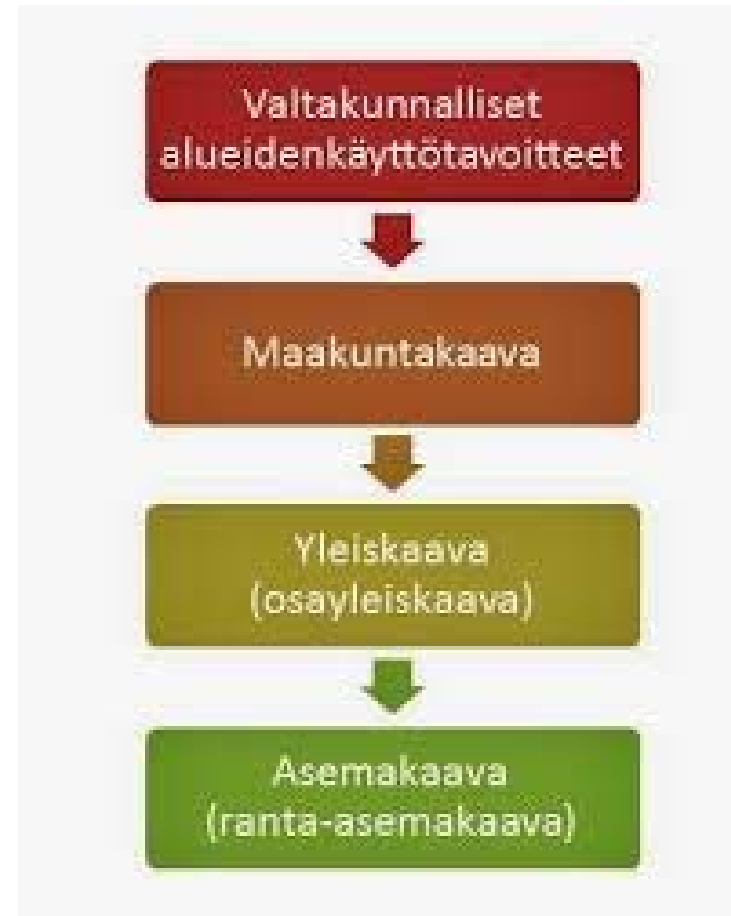 Valtakunnalliset
alueidenkäyttötavoitteet
Maakuntakaava
Yleiskaava
(osayleiskaava)
Asemakaava
(ranta-asemakaava)